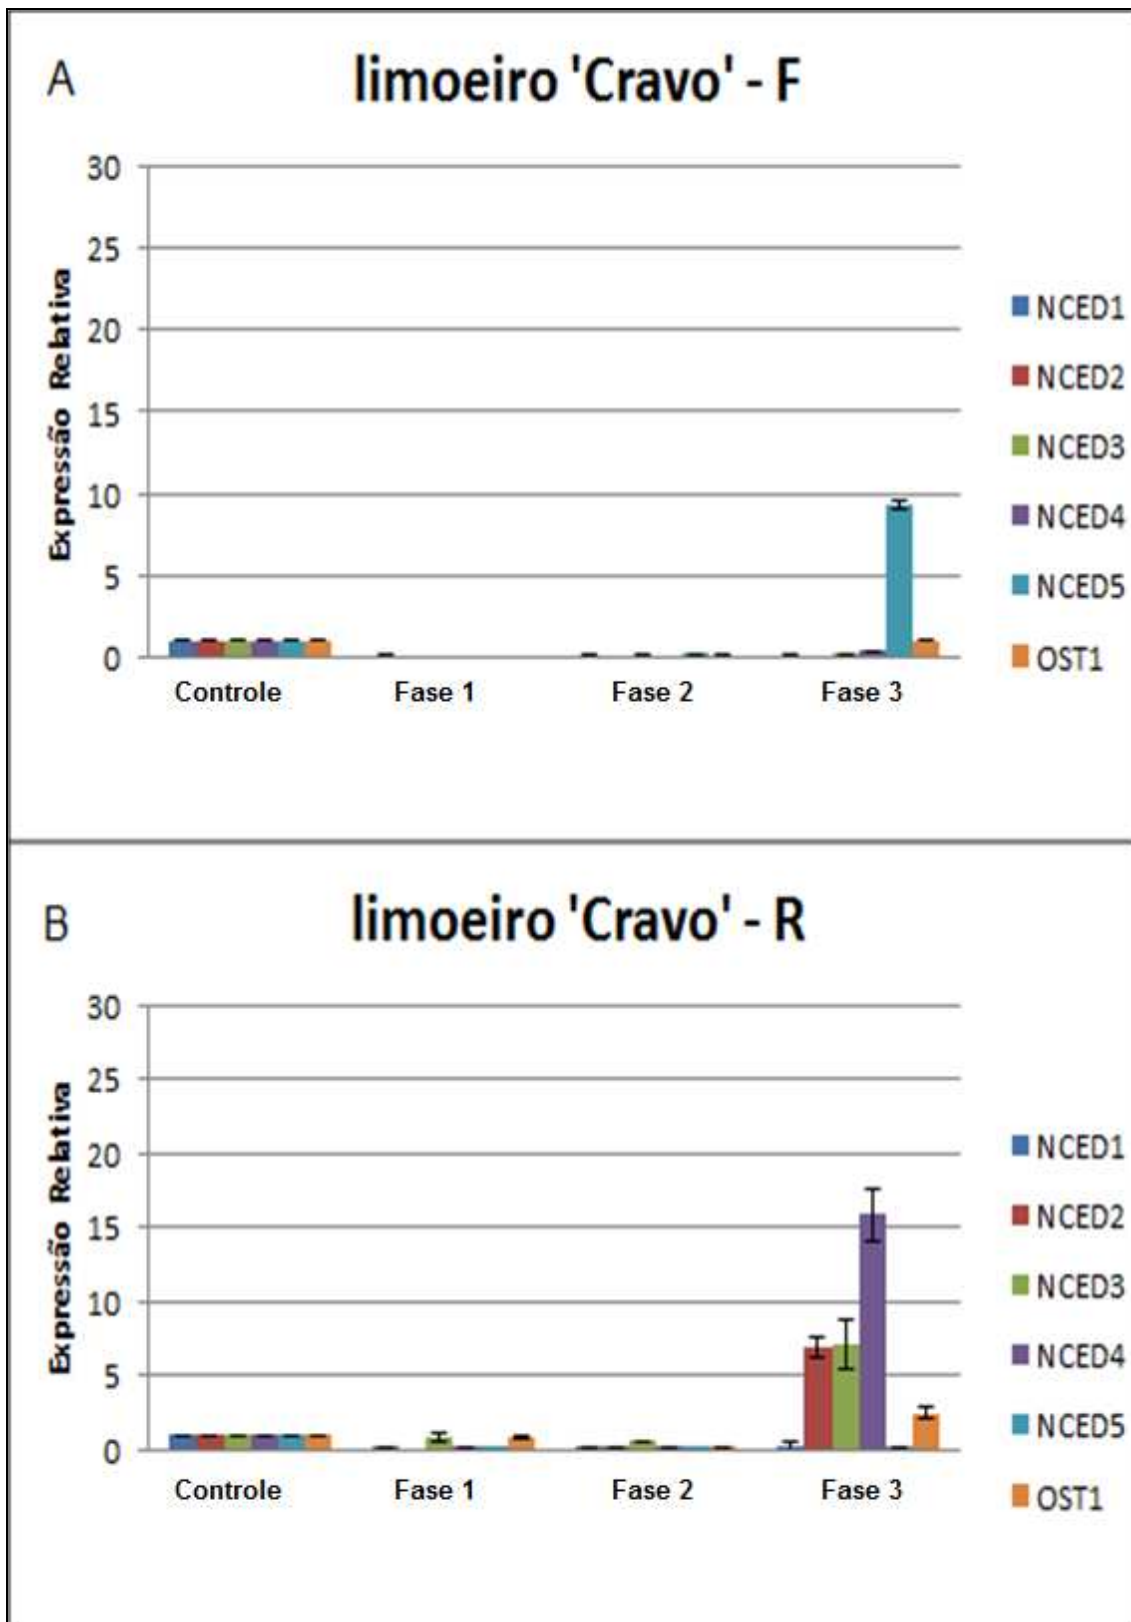 A
limoeiro 'Cravo' - F
Expressão Relativa
30
25
20
15
10
5
0
Controle Fase 1 Fase 2 Fase 3
NCED1
NCED2
NCED3
NCED4
NCED5
OST1
B
limoeiro 'Cravo' - R
Expressão Relativa
30
25
20
15
10
5
0
Controle Fase 1 Fase 2 Fase 3
NCED1
NCED2
NCED3
NCED4
NCED5
OST1